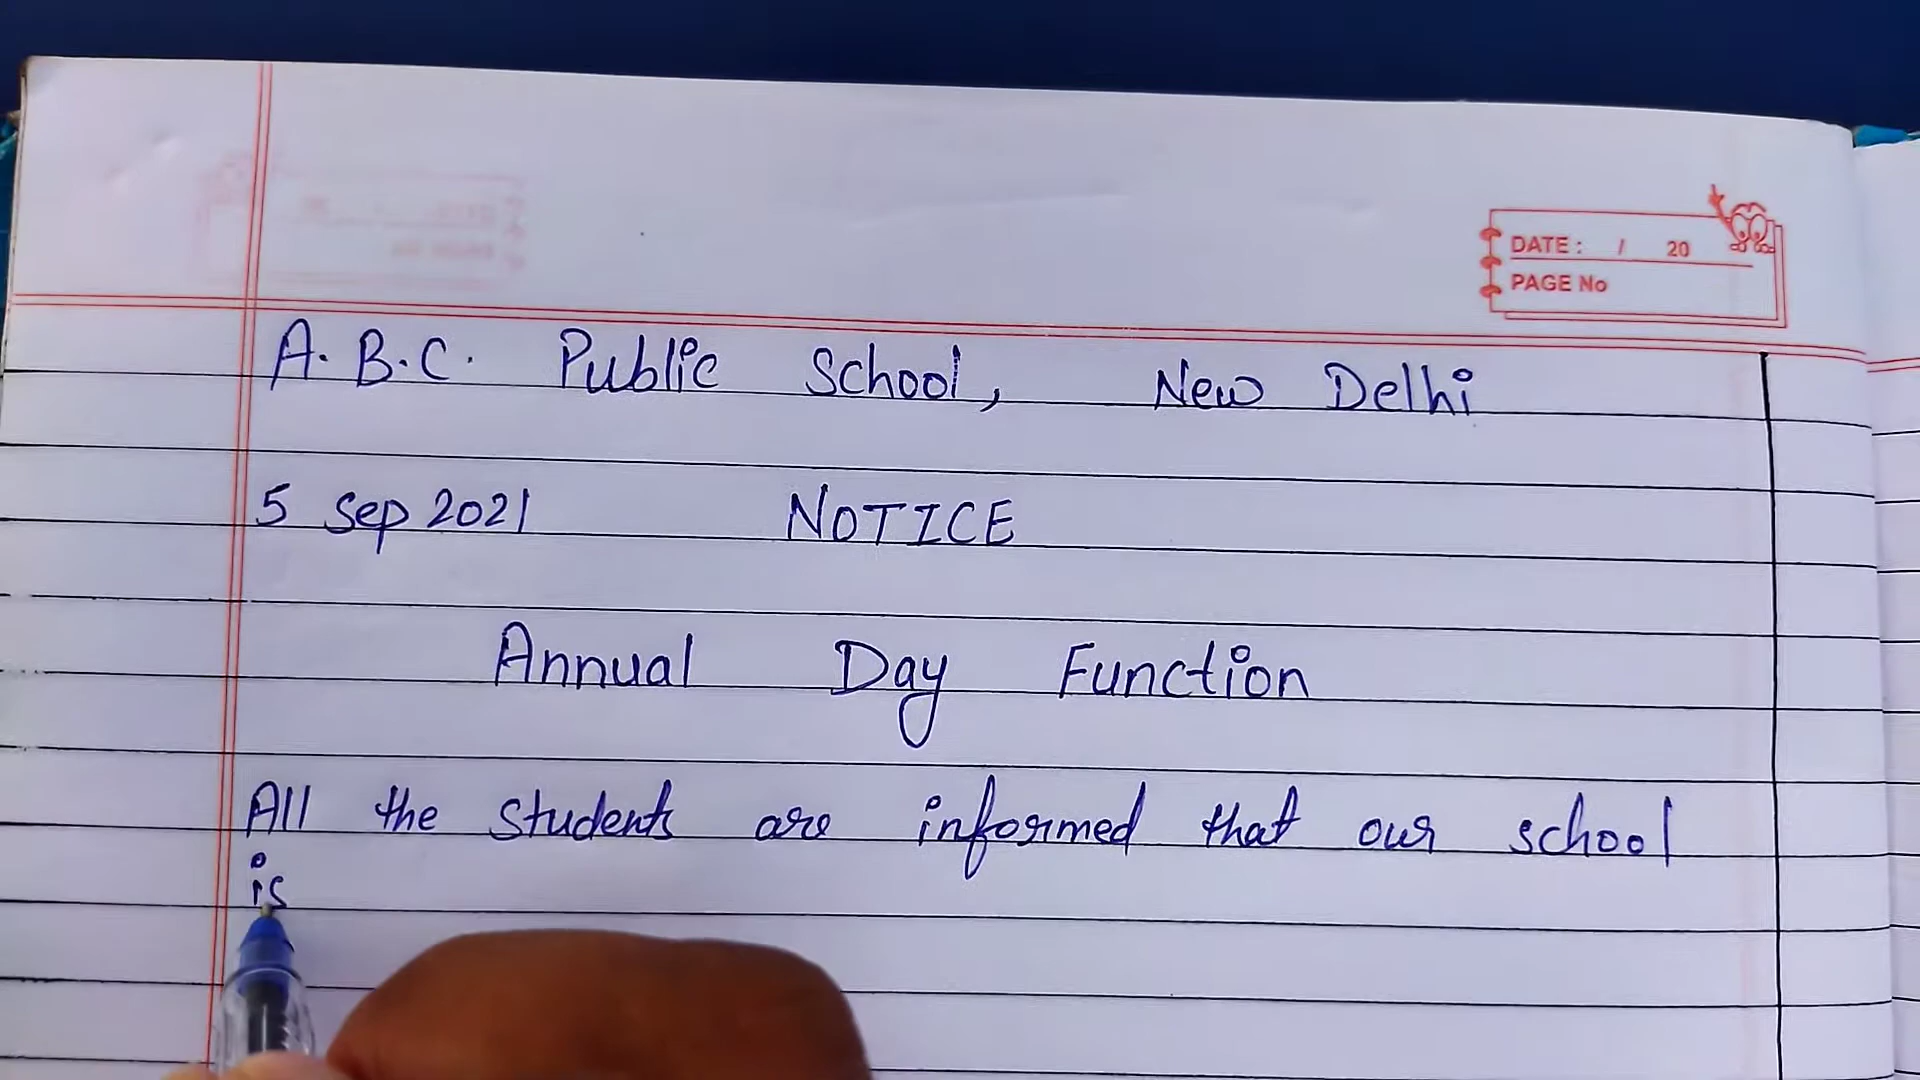 DATE : / 20
PAGE No
A. B.C. Public School, New Delhi
5 Sep 2021 NOTICE
Annual Day Function
All the students are informed that our school
is